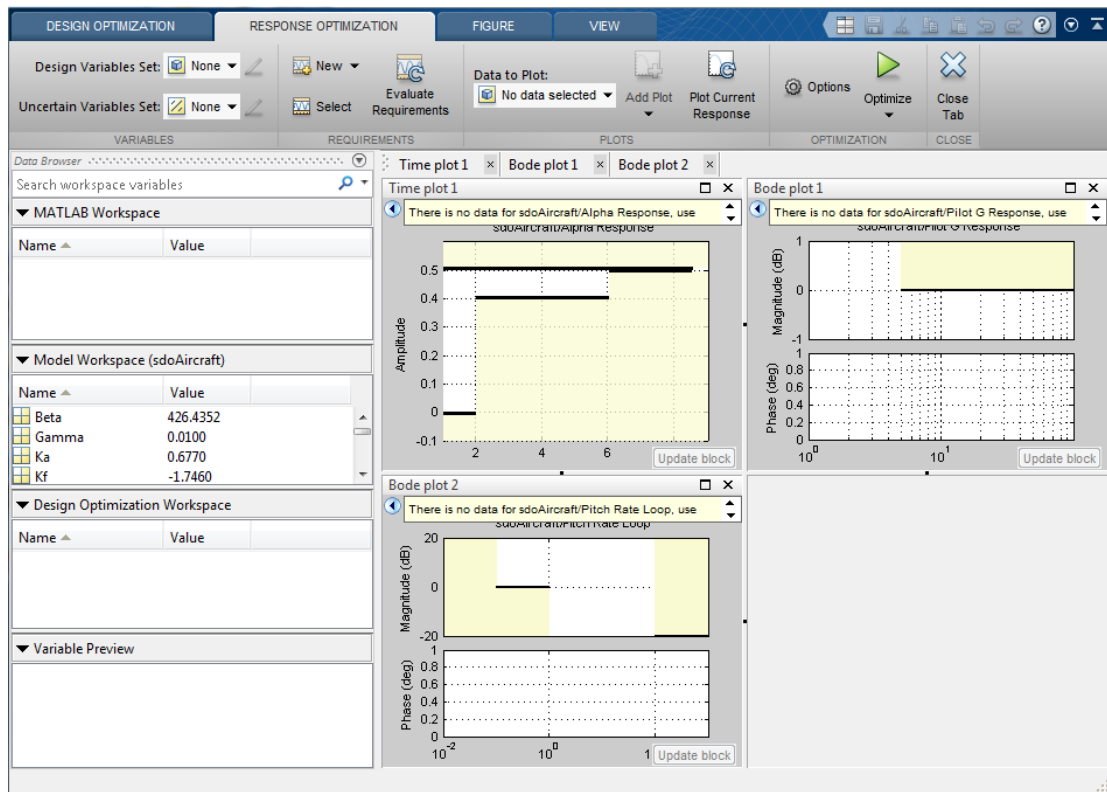 DESIGN OPTIMIZATION
RESPONSE OPTIMIZATION
FIGURE
VIEW
Design Variables Set: None
Uncertain Variables Set: None
VARIABLES
New
Select
Evaluate
Requirements
REQUIREMENTS
Data to Plot:
No data selected
Add Plot
Plot Current
Response
PLOTS
Options
Optimize
OPTIMIZATION
Close
Tab
CLOSE
Data Browser
Search workspace variables
MATLAB Workspace
Name Value
Model Workspace (sdoAircraft)
Name Value
Beta 426.4352
Gamma 0.0100
Ka 0.6770
Kf -1.7460
Design Optimization Workspace
Name Value
Variable Preview
Time plot 1 × Bode plot 1 × Bode plot 2 ×
Time plot 1
There is no data for sdoAircraft/Alpha Response, use
sdoAircraft/Alpha Response
Amplitude
0.5
0.4
0.3
0.2
0.1
0
-0.1
2 4 6
Update block
Bode plot 1
There is no data for sdoAircraft/Pilot G Response, use
sdoAircraft/Pilot G Response
Magnitude (dB)
1
0
-1
Phase (deg)
1
0.8
0.6
0.4
0.2
0
10^0 10^1
Update block
Bode plot 2
There is no data for sdoAircraft/Pitch Rate Loop, use
sdoAircraft/Pitch Rate Loop
Magnitude (dB)
20
0
-20
Phase (deg)
1
0.8
0.6
0.4
0.2
0
10^-2 10^0 1
Update block